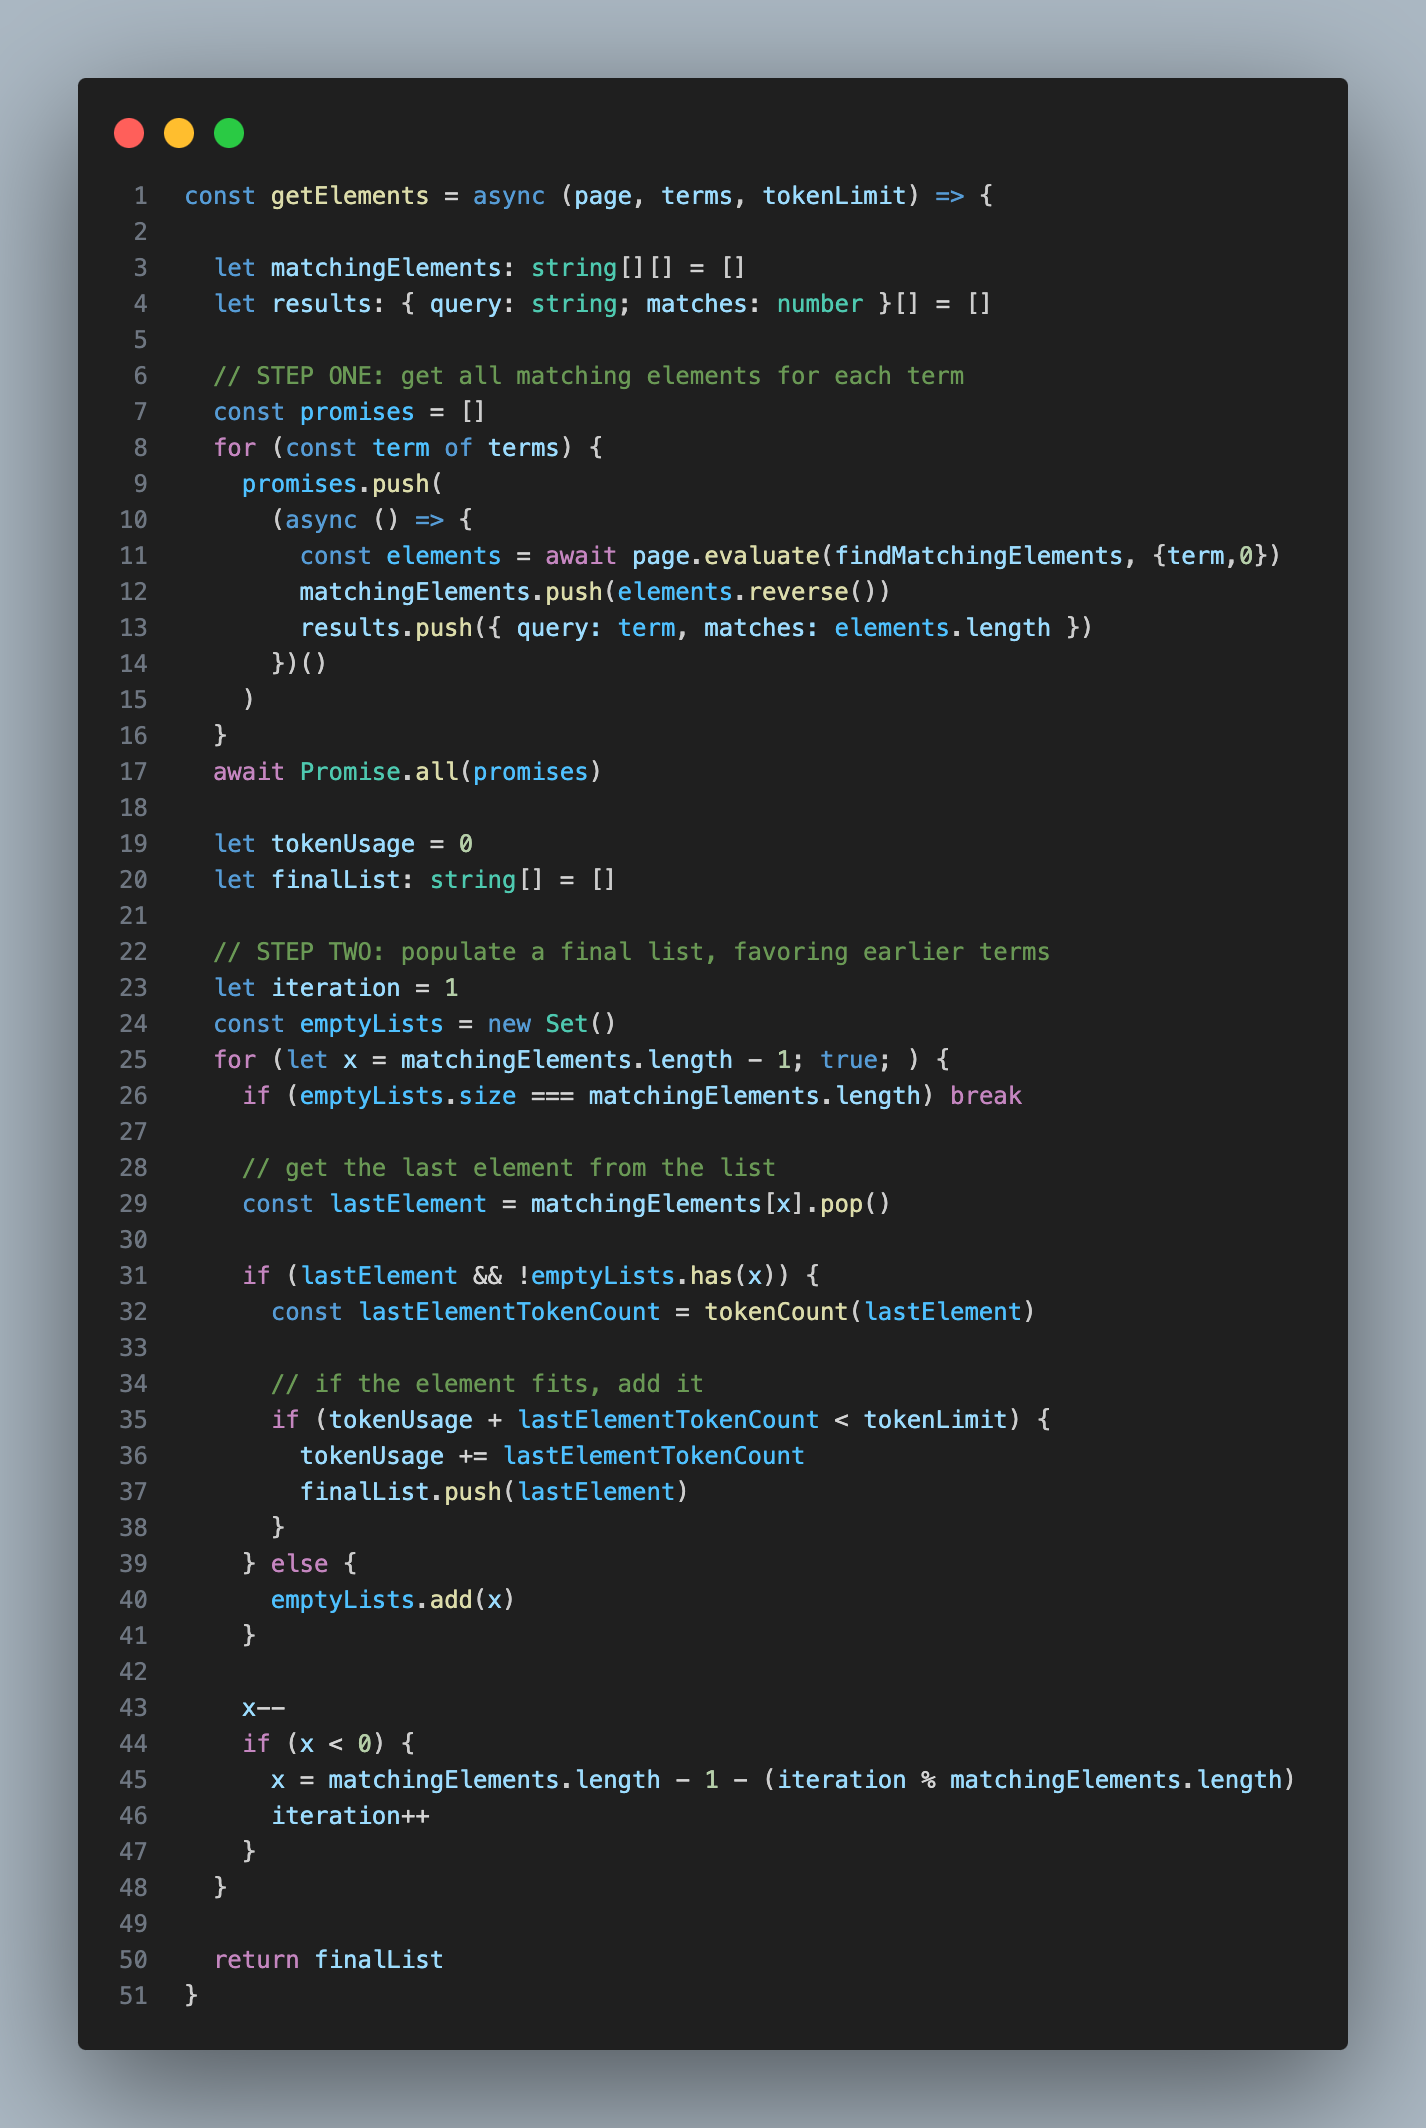 1 const getElements = async (page, terms, tokenLimit) => {
2
3 let matchingElements: string[][] = []
4 let results: { query: string; matches: number }[] = []
5
6 // STEP ONE: get all matching elements for each term
7 const promises = []
8 for (const term of terms) {
9 promises.push(
10 (async () => {
11 const elements = await page.evaluate(findMatchingElements, {term,0})
12 matchingElements.push(elements.reverse())
13 results.push({ query: term, matches: elements.length })
14 })()
15 )
16 }
17 await Promise.all(promises)
18
19 let tokenUsage = 0
20 let finalList: string[] = []
21
22 // STEP TWO: populate a final list, favoring earlier terms
23 let iteration = 1
24 const emptyLists = new Set()
25 for (let x = matchingElements.length - 1; true; ) {
26 if (emptyLists.size === matchingElements.length) break
27
28 // get the last element from the list
29 const lastElement = matchingElements[x].pop()
30
31 if (lastElement && !emptyLists.has(x)) {
32 const lastElementTokenCount = tokenCount(lastElement)
33
34 // if the element fits, add it
35 if (tokenUsage + lastElementTokenCount < tokenLimit) {
36 tokenUsage += lastElementTokenCount
37 finalList.push(lastElement)
38 }
39 } else {
40 emptyLists.add(x)
41 }
42
43 x--
44 if (x < 0) {
45 x = matchingElements.length - 1 - (iteration % matchingElements.length)
46 iteration++
47 }
48 }
49
50 return finalList
51 }